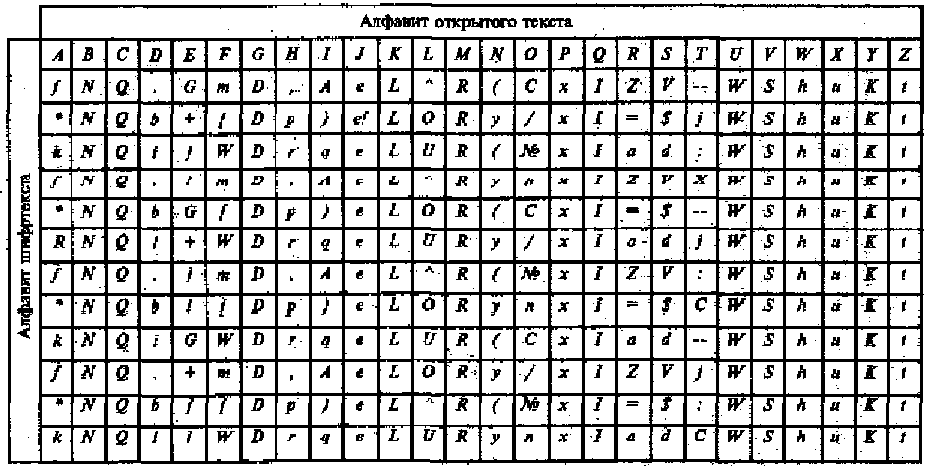 Алфавит открытого текста
Алфавит шифртекста
A B C D E F G H I J K L M N O P Q R S T U V W X Y Z
f N Q . G m D , A e L ^ R ( C x I Z V -- W S h u K t
* N Q b + f D p ) e L O R y / x I = $ j W S h u K t
k N Q i j W D r q e L U R ( № x I a d : W S h u K t
f N Q . m D , A e L ^ R y n x I Z V X W S h u K t
* N Q b G f D p ) e L O R ( C x I = $ -- W S h u K t
R N Q i + W D r q e L U R y / x I a d j W S h u K t
f N Q . j m D , A e L ^ R ( № x I Z V : W S h u K t
* N Q b f D p ) e L O R y n x I = $ C W S h u K t
k N Q i G W D r q e L U R ( C x I a d -- W S h u K t
f N Q . + m D , A e L O R y / x I Z V j W S h u K t
* N Q b j f D p ) e L ^ R ( № x I = $ : W S h u K t
k N Q i W D r q e L U R y n x I a d C W S h u K t